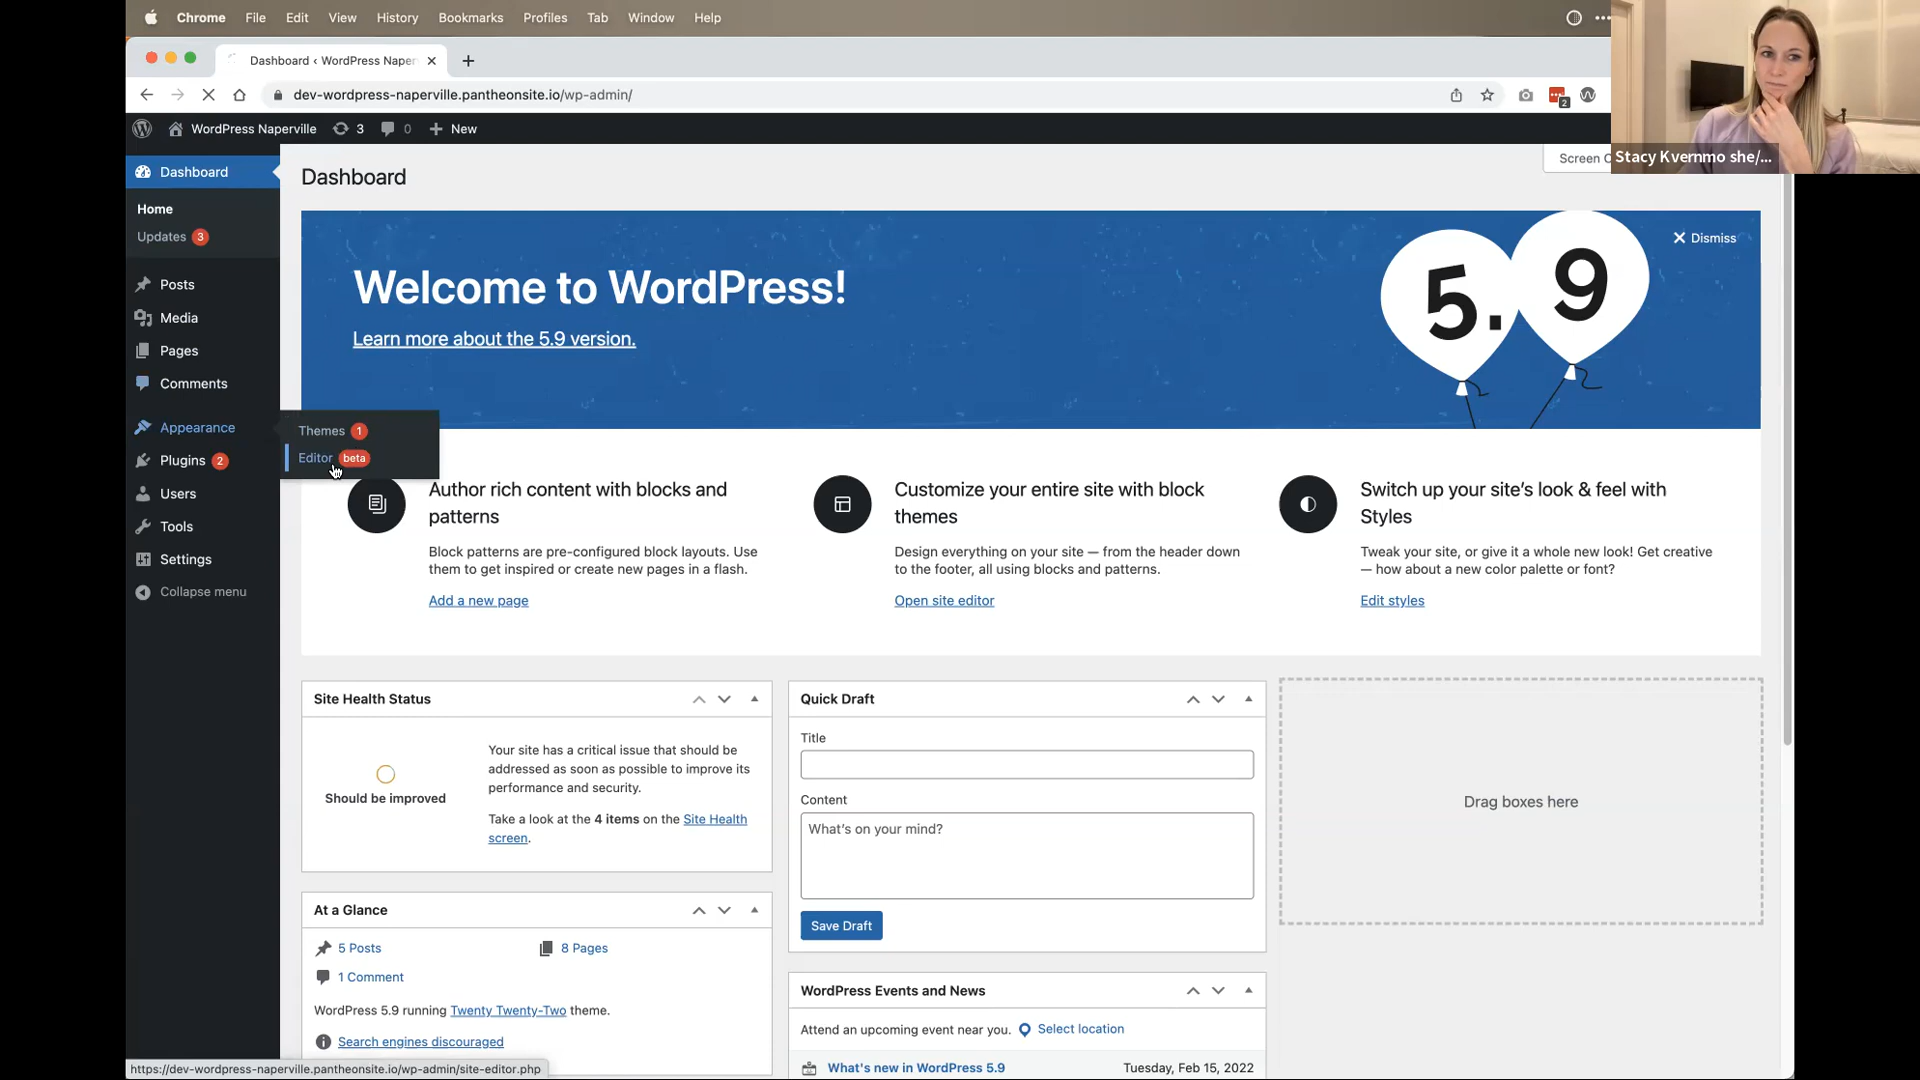 Chrome File Edit View History Bookmarks Profiles Tab Window Help
Dashboard ‹ WordPress Naper
dev-wordpress-naperville.pantheonsite.io/wp-admin/
2
WordPress Naperville 3 0 New
Stacy Kvernmo she/...
Dashboard
Screen O
Dashboard
Home
Updates 3
Posts
Media
Pages
Comments
Appearance
Plugins 2
Users
Tools
Settings
Collapse menu
Themes 1
Editor beta
Welcome to WordPress!
Learn more about the 5.9 version.
5.9
Dismiss
Author rich content with blocks and
patterns
Block patterns are pre-configured block layouts. Use
them to get inspired or create new pages in a flash.
Add a new page
Customize your entire site with block
themes
Design everything on your site — from the header down
to the footer, all using blocks and patterns.
Open site editor
Switch up your site's look & feel with
Styles
Tweak your site, or give it a whole new look! Get creative
— how about a new color palette or font?
Edit styles
Site Health Status
Should be improved
Your site has a critical issue that should be
addressed as soon as possible to improve its
performance and security.
Take a look at the 4 items on the Site Health
screen.
At a Glance
5 Posts
8 Pages
1 Comment
WordPress 5.9 running Twenty Twenty-Two theme.
Search engines discouraged
Quick Draft
Title
Content
What's on your mind?
Save Draft
WordPress Events and News
Attend an upcoming event near you. Select location
What's new in WordPress 5.9 Tuesday, Feb 15, 2022
Drag boxes here
https://dev-wordpress-naperville.pantheonsite.io/wp-admin/site-editor.php